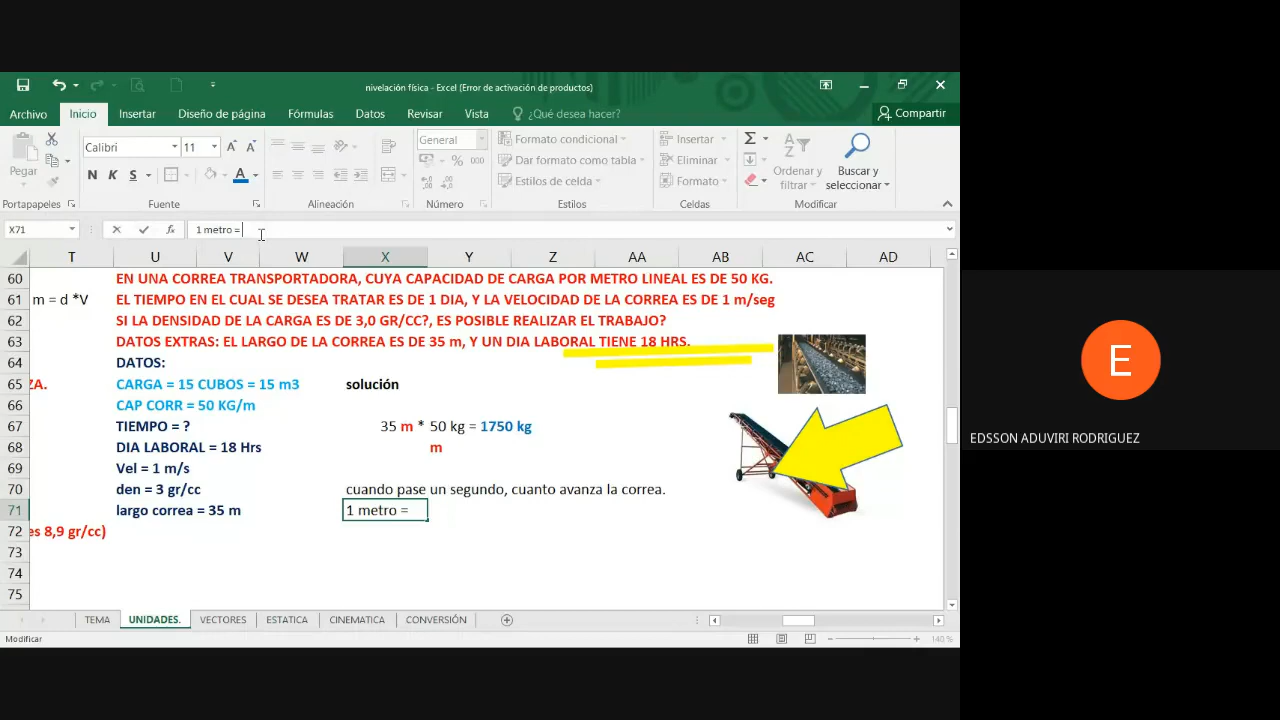 nivelación física - Excel (Error de activación de productos)
Archivo Inicio Insertar Diseño de página Fórmulas Datos Revisar Vista ¿Qué desea hacer? Compartir
Pegar
Calibri 11
N K S
General
% 000
Formato condicional
Dar formato como tabla
Estilos de celda
Insertar
Eliminar
Formato
Ordenar y filtrar
Buscar y seleccionar
Portapapeles Fuente Alineación Número Estilos Celdas Modificar
X71 fx 1 metro =
T U V W X Y Z AA AB AC AD
60 EN UNA CORREA TRANSPORTADORA, CUYA CAPACIDAD DE CARGA POR METRO LINEAL ES DE 50 KG.
61 m = d *V EL TIEMPO EN EL CUAL SE DESEA TRATAR ES DE 1 DIA, Y LA VELOCIDAD DE LA CORREA ES DE 1 m/seg
62 SI LA DENSIDAD DE LA CARGA ES DE 3,0 GR/CC?, ES POSIBLE REALIZAR EL TRABAJO?
63 DATOS EXTRAS: EL LARGO DE LA CORREA ES DE 35 m, Y UN DIA LABORAL TIENE 18 HRS.
64 DATOS:
65 ZA. CARGA = 15 CUBOS = 15 m3 solución
66 CAP CORR = 50 KG/m
67 TIEMPO = ? 35 m * 50 kg = 1750 kg
68 DIA LABORAL = 18 Hrs m
69 Vel = 1 m/s
70 den = 3 gr/cc cuando pase un segundo, cuanto avanza la correa.
71 largo correa = 35 m 1 metro =
72 es 8,9 gr/cc)
73
74
75
TEMA UNIDADES. VECTORES ESTATICA CINEMATICA CONVERSIÓN
Modificar 140 %
E
EDSSON ADUVIRI RODRIGUEZ